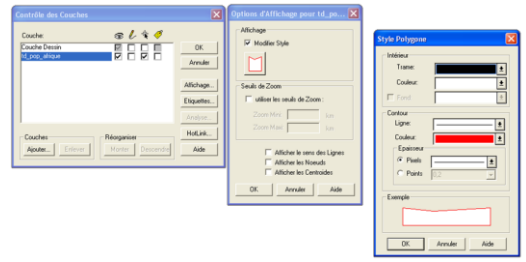 Contrôle des Couches
Couche:
Couche Dessin
td_pop_afrique
OK
Annuler
Affichage...
Etiquettes...
Analyse...
HotLink...
Aide
Couches
Ajouter...
Enlever
Réorganiser
Monter
Descendre
Options d'Affichage pour td_po...
Affichage
Modifier Style
Seuils de Zoom
utiliser les seuils de Zoom :
Zoom Mini:
km
Zoom Maxi:
km
Afficher le sens des Lignes
Afficher les Noeuds
Afficher les Centroides
OK
Annuler
Aide
Style Polygone
Intérieur
Trame:
Couleur:
Fond:
Contour
Ligne:
Couleur:
Epaisseur
Pixels
Points
0.2
Exemple
OK
Annuler
Aide